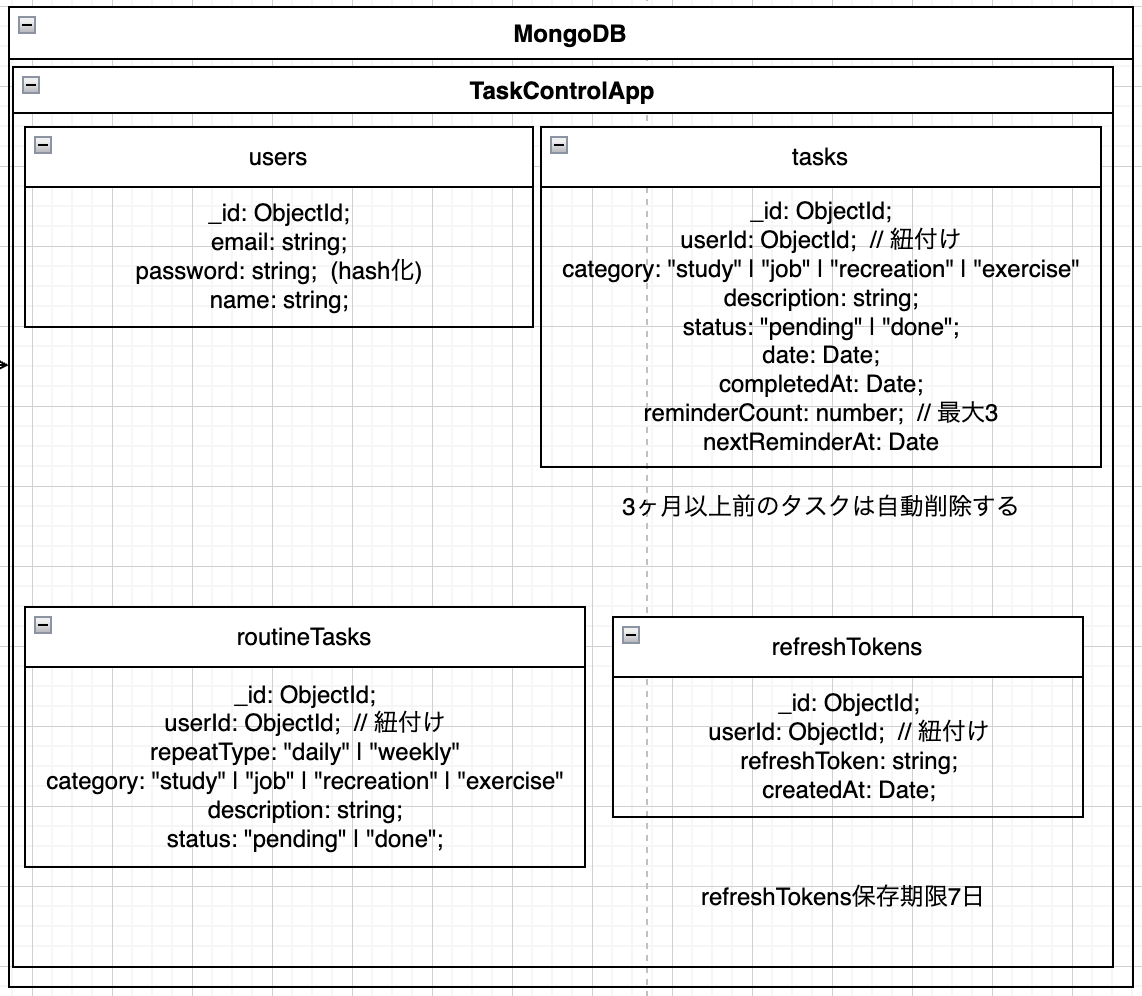 MongoDB
TaskControlApp
users
_id: ObjectId;
email: string;
password: string;  (hash化)
name: string;
tasks
_id: ObjectId;
userId: ObjectId;  // 紐付け
category: "study" | "job" | "recreation" | "exercise"
description: string;
status: "pending" | "done";
date: Date;
completedAt: Date;
reminderCount: number;  // 最大3
nextReminderAt: Date
3ヶ月以上前のタスクは自動削除する
routineTasks
_id: ObjectId;
userId: ObjectId;  // 紐付け
repeatType: "daily" | "weekly"
category: "study" | "job" | "recreation" | "exercise"
description: string;
status: "pending" | "done";
refreshTokens
_id: ObjectId;
userId: ObjectId;  // 紐付け
refreshToken: string;
createdAt: Date;
refreshTokens保存期限7日